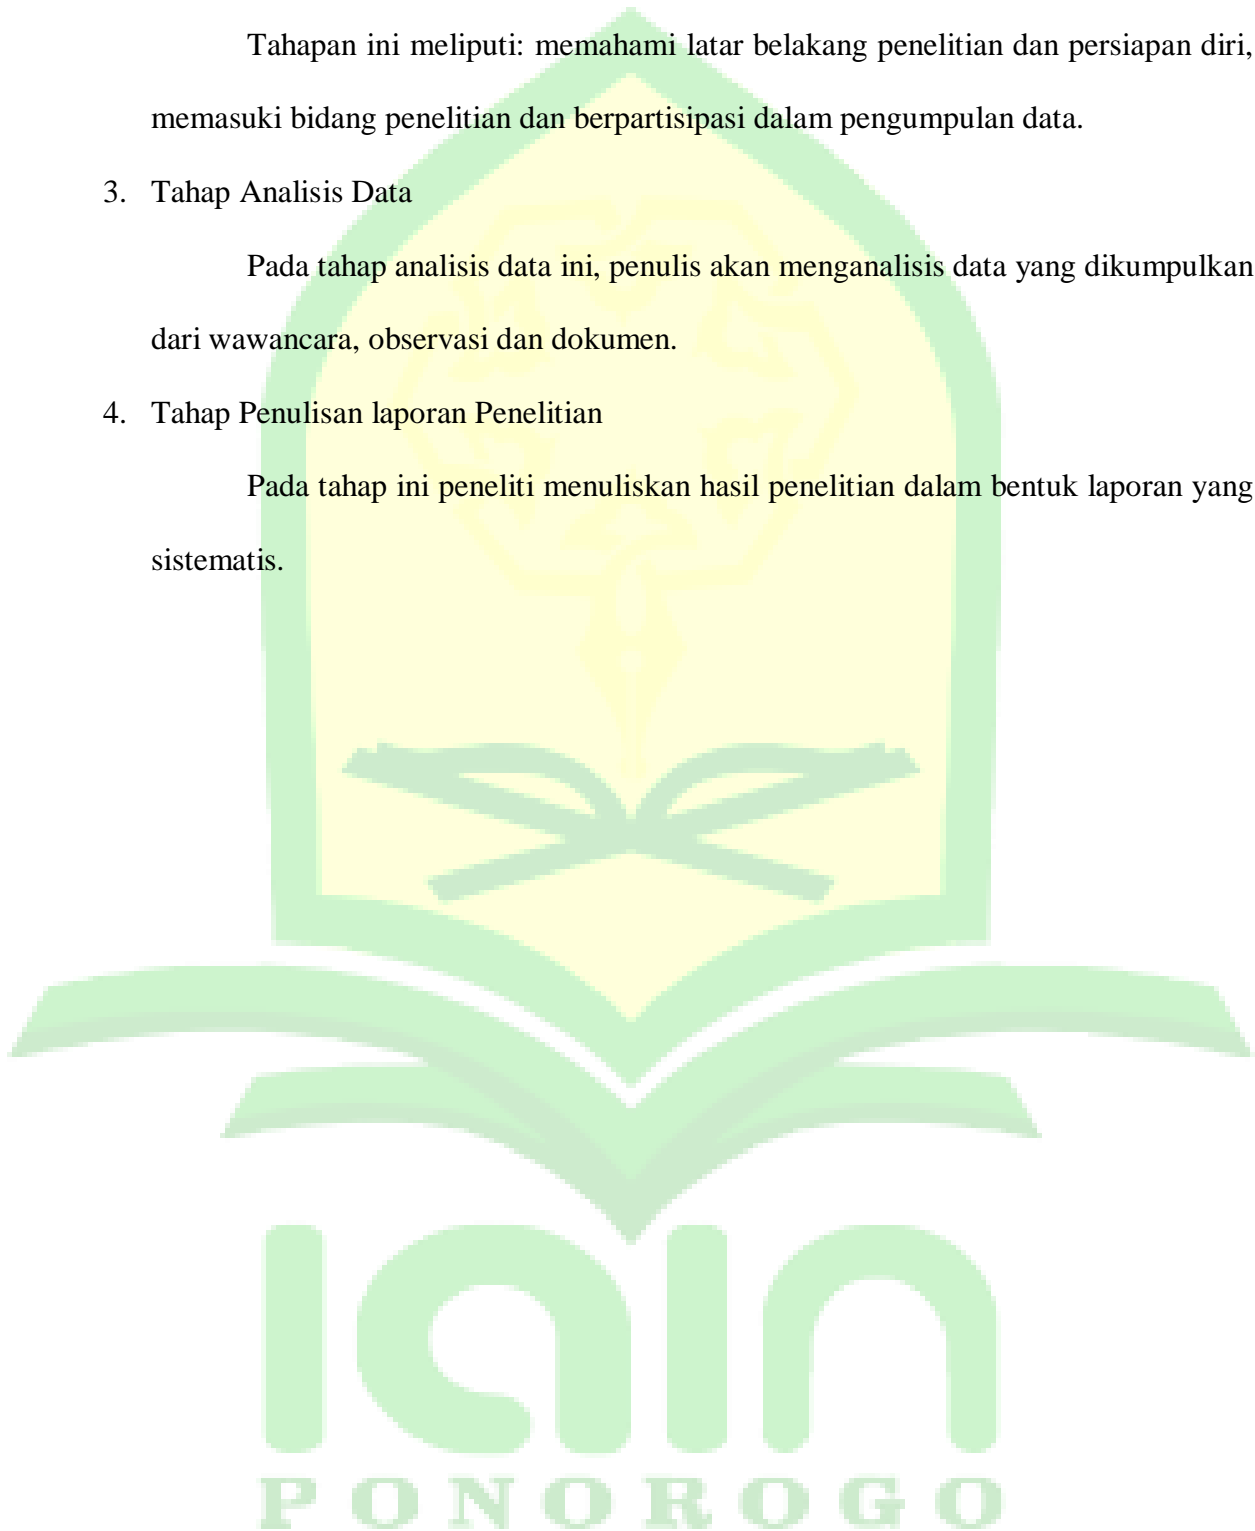 Tahapan ini meliputi: memahami latar belakang penelitian dan persiapan diri,
memasuki bidang penelitian dan berpartisipasi dalam pengumpulan data.
3. Tahap Analisis Data
Pada tahap analisis data ini, penulis akan menganalisis data yang dikumpulkan
dari wawancara, observasi dan dokumen.
4. Tahap Penulisan laporan Penelitian
Pada tahap ini peneliti menuliskan hasil penelitian dalam bentuk laporan yang
sistematis.
iain
PONOROGO